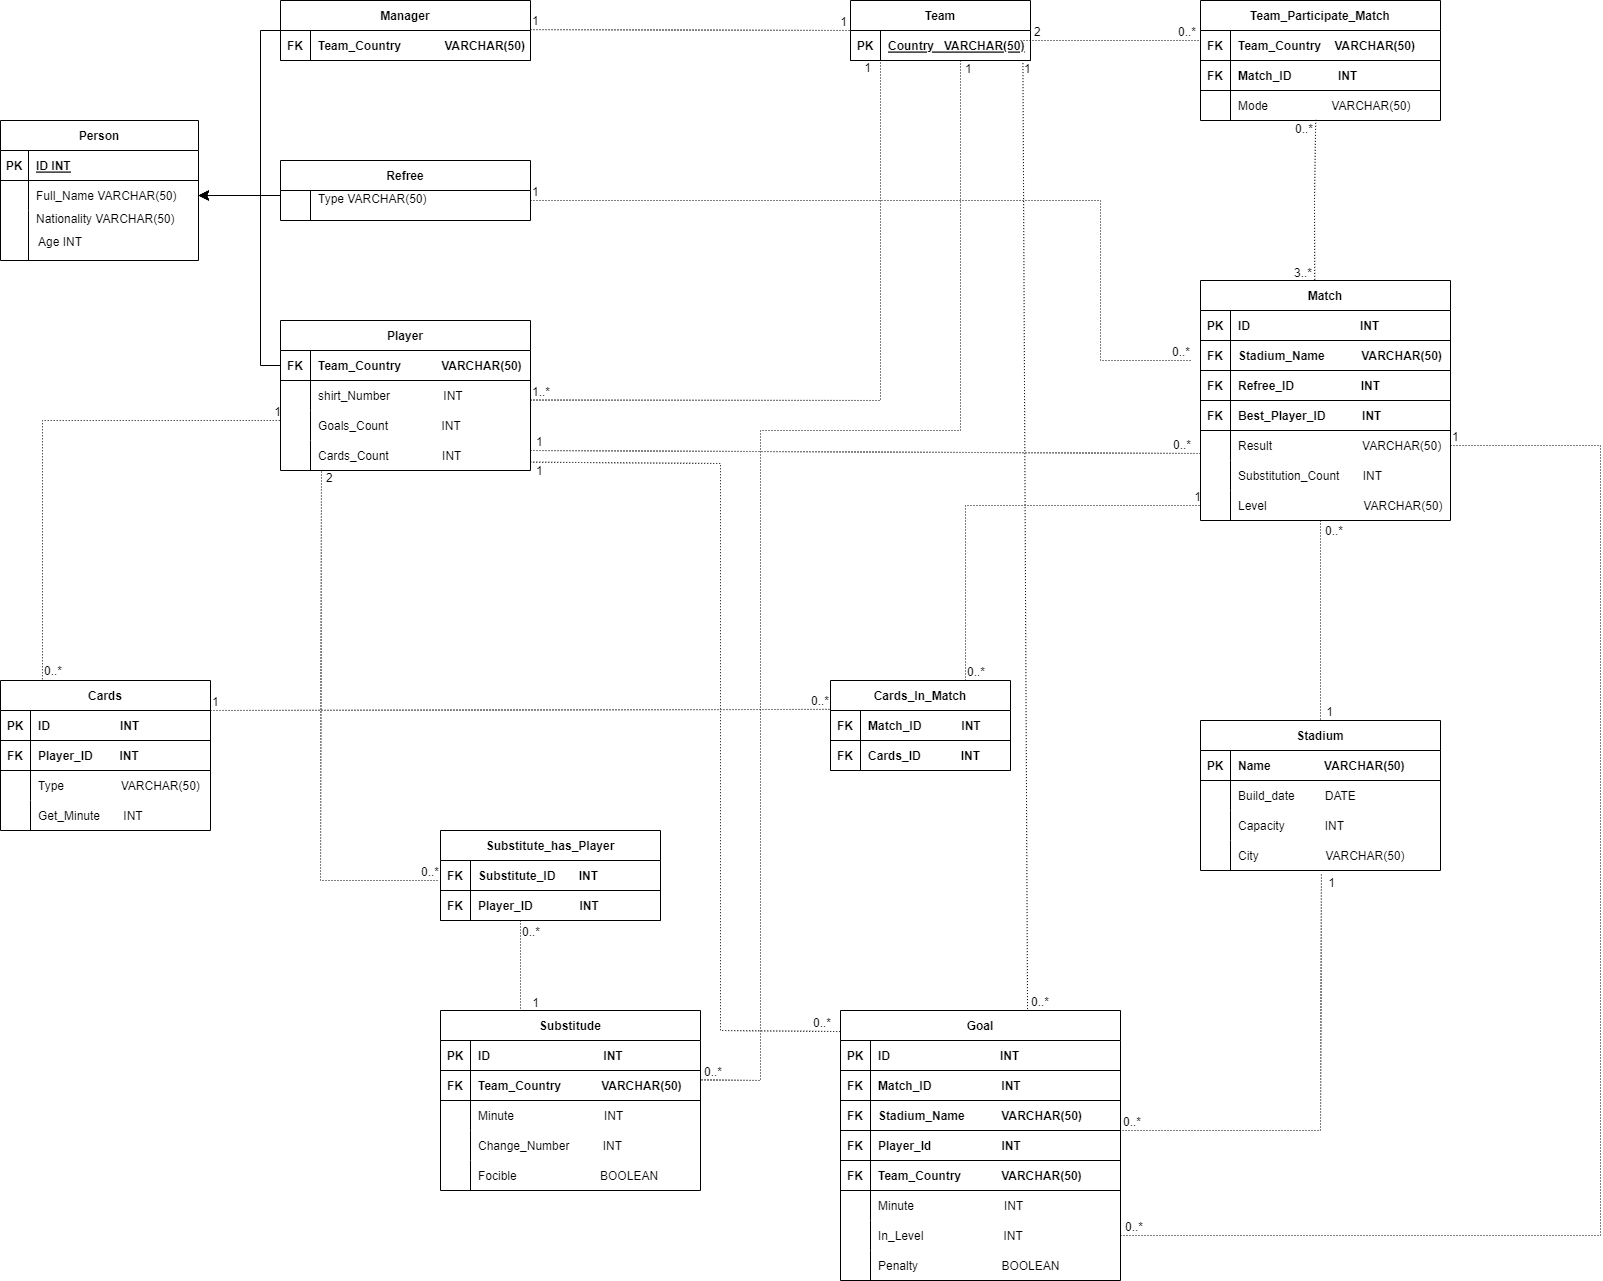 Manager
FK Team_Country VARCHAR(50)
1
1
Team
PK Country VARCHAR(50)
2
0..*
1
1
1
Team_Participate_Match
FK Team_Country VARCHAR(50)
FK Match_ID INT
Mode VARCHAR(50)
0..*
Person
PK ID INT
Full_Name VARCHAR(50)
Nationality VARCHAR(50)
Age INT
Refree
Type VARCHAR(50)
1
3..*
Match
PK ID INT
FK Stadium_Name VARCHAR(50)
FK Refree_ID INT
FK Best_Player_ID INT
Result VARCHAR(50)
Substitution_Count INT
Level VARCHAR(50)
0..*
0..*
1
1
0..*
Player
FK Team_Country VARCHAR(50)
shirt_Number INT
Goals_Count INT
Cards_Count INT
1..*
1
1
1
2
0..*
Cards
PK ID INT
FK Player_ID INT
Type VARCHAR(50)
Get_Minute INT
1
0..*
0..*
Cards_In_Match
FK Match_ID INT
FK Cards_ID INT
1
Stadium
PK Name VARCHAR(50)
Build_date DATE
Capacity INT
City VARCHAR(50)
1
Substitute_has_Player
FK Substitute_ID INT
FK Player_ID INT
0..*
0..*
1
Substitude
PK ID INT
FK Team_Country VARCHAR(50)
Minute INT
Change_Number INT
Focible BOOLEAN
0..*
0..*
0..*
Goal
PK ID INT
FK Match_ID INT
FK Stadium_Name VARCHAR(50)
FK Player_Id INT
FK Team_Country VARCHAR(50)
Minute INT
In_Level INT
Penalty BOOLEAN
0..*
0..*